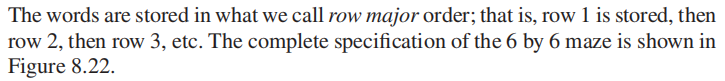 The words are stored in what we call row major order; that is, row 1 is stored, then
row 2, then row 3, etc. The complete specification of the 6 by 6 maze is shown in
Figure 8.22.